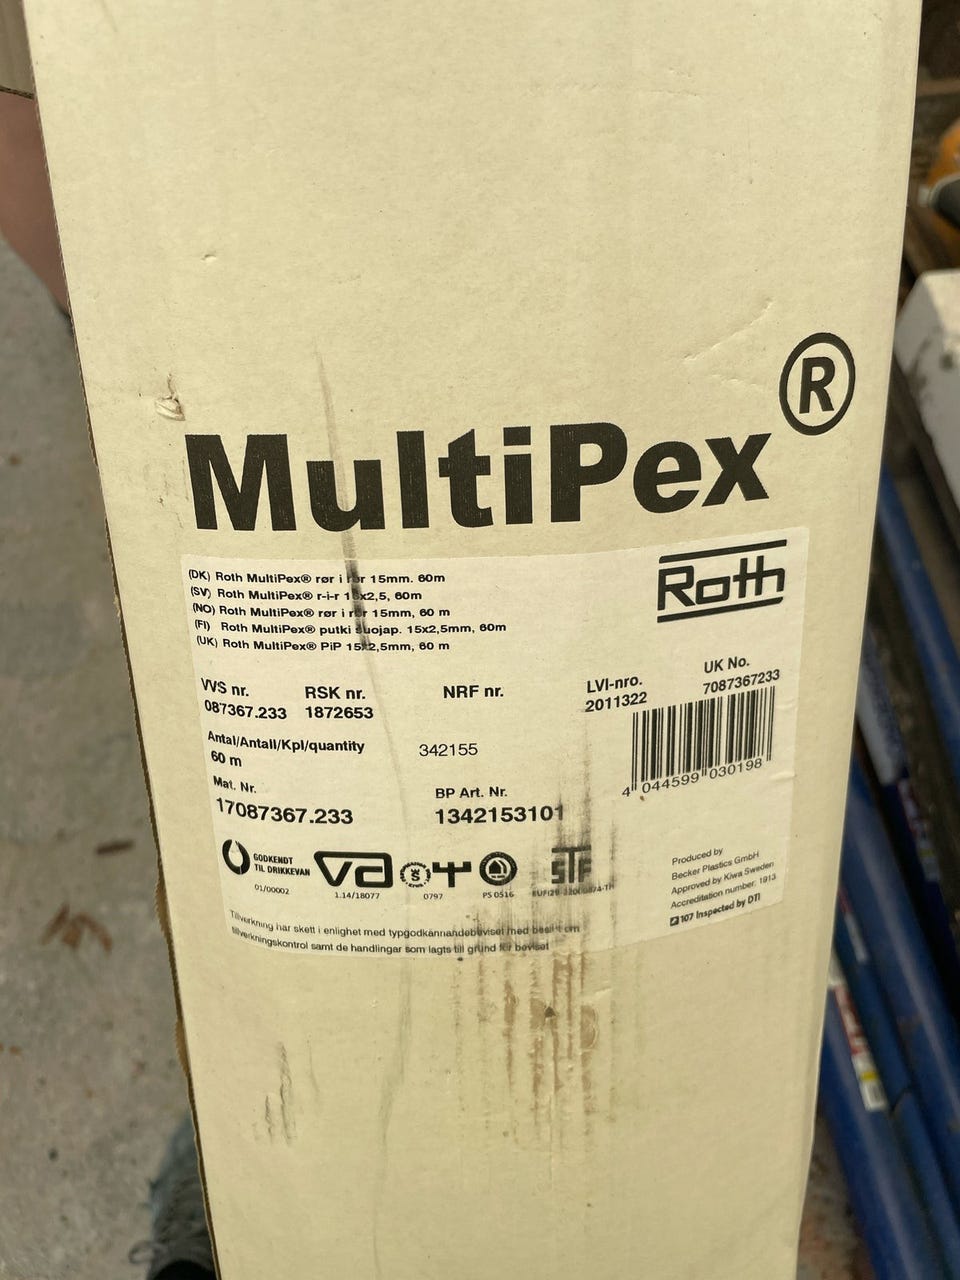 MultiPex®
Roth
(DK) Roth MultiPex® rør i rør 15mm. 60m
(SV) Roth MultiPex® r-i-r 15x2,5, 60m
(NO) Roth MultiPex® rør i rør 15mm, 60 m
(FI) Roth MultiPex® putki suojap. 15x2,5mm, 60m
(UK) Roth MultiPex® PiP 15x2,5mm, 60 m
VVS nr. RSK nr. NRF nr. LVI-nro. UK No.
087367.233 1872653 2011322 7087367233
Antal/Antall/Kpl/quantity 342155
60 m
4 044599 030198
Mat. Nr. BP Art. Nr.
17087367.233 1342153101
GODKENDT
TIL DRIKKEVAN
01/00002
VA
1.14/18077
S
0797
PS 0516
STF
Produced by
Becker Plastics GmbH
Approved by Kiwa Sweden
Accreditation number, 1913
107 Inspected by DTI
Tillverkning har skett i enlighet med typgodkännandebeviset med beslut om
tillverkningskontrol samt de handlingar som lagts till grund för beviset